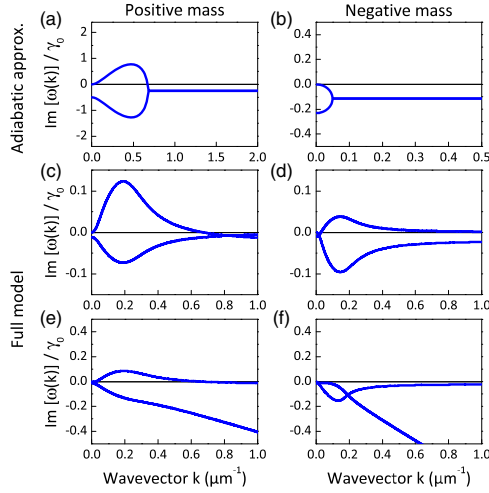 Positive mass
Negative mass
Adiabatic approx.
Full model
(a)
Im [ω(k)] / γ0
2
1
0
-1
-2
0.0 0.5 1.0 1.5 2.0
(b)
0.4
0.2
0.0
-0.2
-0.4
0.0 0.1 0.2 0.3 0.4 0.5
(c)
Im [ω(k)] / γ0
0.1
0.0
-0.1
0.0 0.2 0.4 0.6 0.8 1.0
(d)
0.1
0.0
-0.1
0.0 0.2 0.4 0.6 0.8 1.0
(e)
Im [ω(k)] / γ0
0.4
0.2
0.0
-0.2
-0.4
0.0 0.2 0.4 0.6 0.8 1.0
Wavevector k (μm⁻¹)
(f)
0.4
0.2
0.0
-0.2
-0.4
0.0 0.2 0.4 0.6 0.8 1.0
Wavevector k (μm⁻¹)